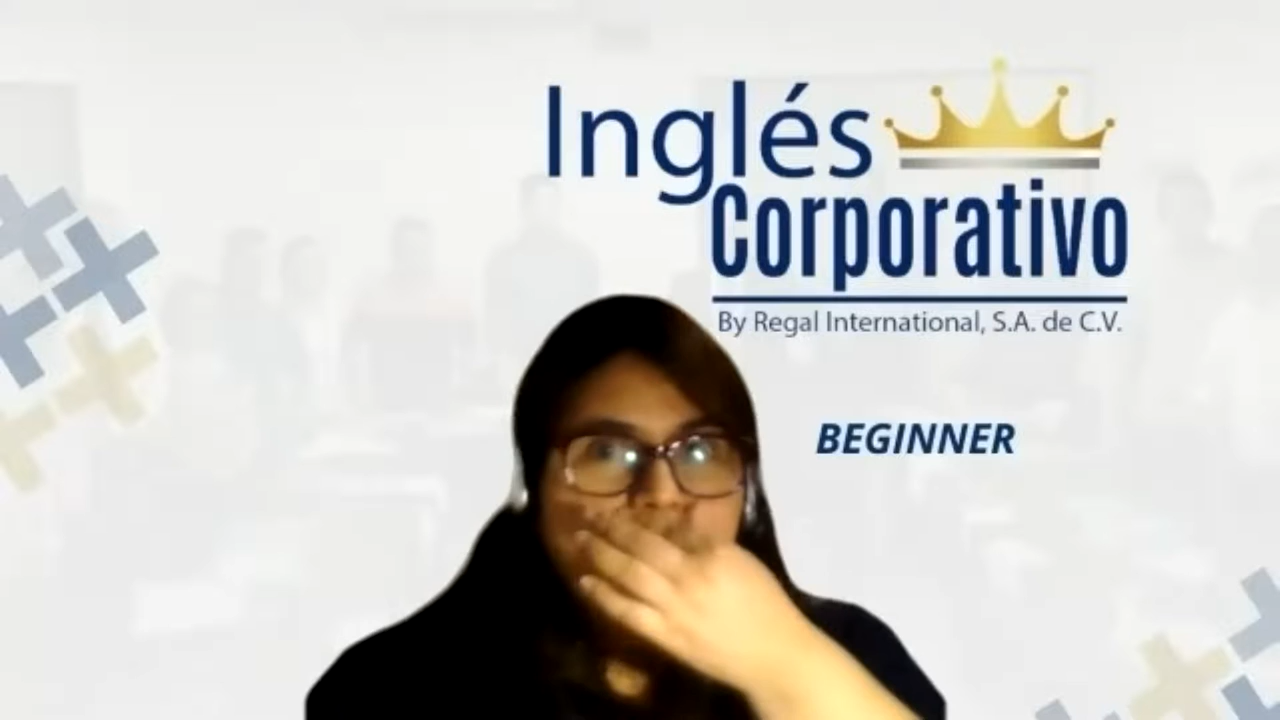 Inglés
Corporativo
By Regal International, S.A. de C.V.
BEGINNER